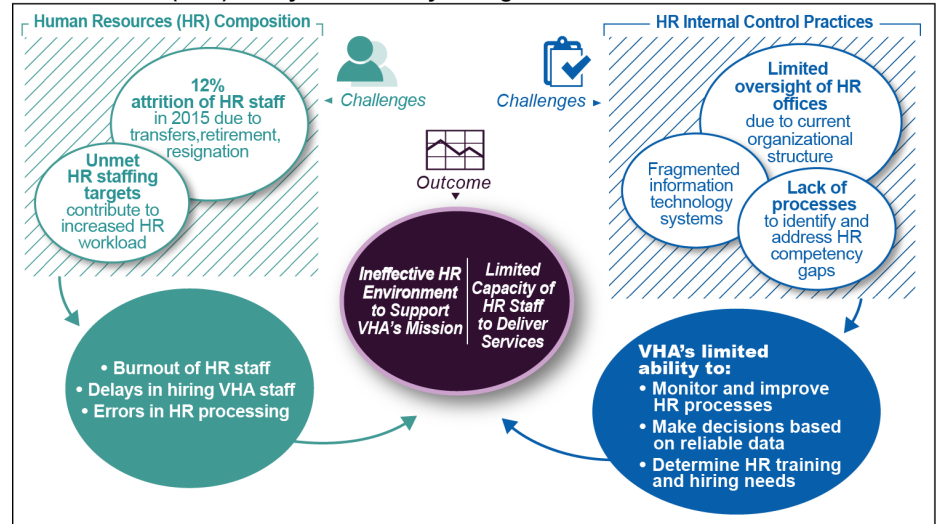 Human Resources (HR) Composition
12%
attrition of HR staff
in 2015 due to
transfers,retirement,
resignation
Unmet
HR staffing
targets
contribute to
increased HR
workload
Challenges
Challenges
HR Internal Control Practices
Limited
oversight of HR
offices
due to current
organizational
structure
Fragmented
information
technology
systems
Lack of
processes
to identify and
address HR
competency
gaps
Outcome
Ineffective HR
Environment
to Support
VHA's Mission
Limited
Capacity of
HR Staff
to Deliver
Services
• Burnout of HR staff
• Delays in hiring VHA staff
• Errors in HR processing
VHA's limited
ability to:
• Monitor and improve
HR processes
• Make decisions based
on reliable data
• Determine HR training
and hiring needs